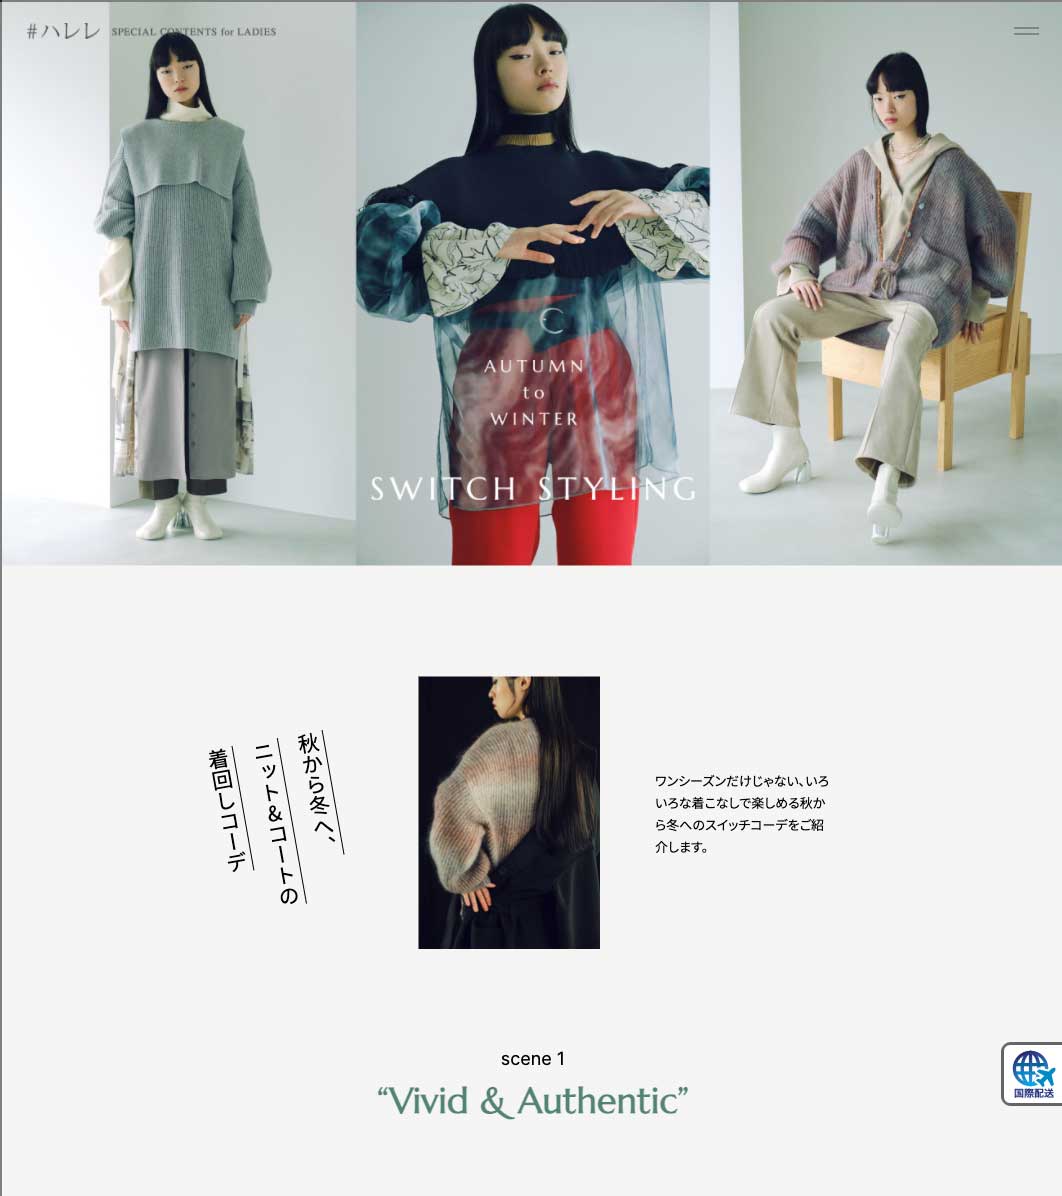 #ハレレ SPECIAL CONTENTS for LADIES
AUTUMN
to
WINTER
SWITCH STYLING
秋から冬へ、
ニット&コートの
着回しコーデ
ワンシーズンだけじゃない、いろ
いろな着こなしで楽しめる秋か
ら冬へのスイッチコーデをご紹
介します。
scene 1
“Vivid & Authentic”
国際配送